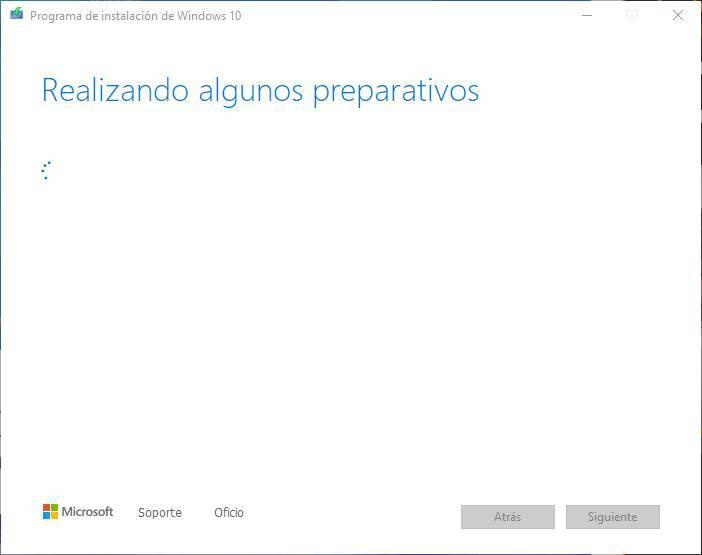 Programa de instalación de Windows 10
Realizando algunos preparativos
Microsoft Soporte Oficio Atrás Siguiente